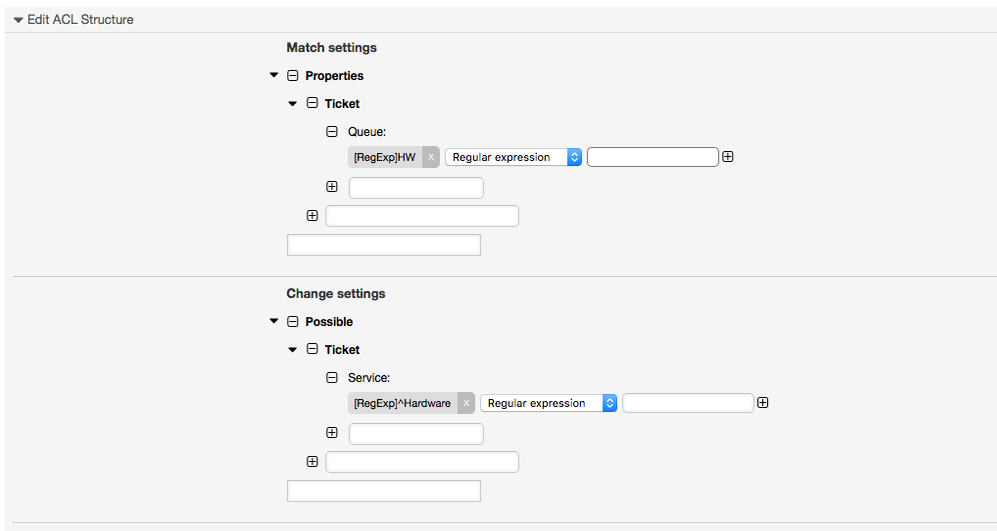 Edit ACL Structure
Match settings
Properties
Ticket
Queue:
[RegExp]HW x Regular expression
Change settings
Possible
Ticket
Service:
[RegExp]^Hardware x Regular expression